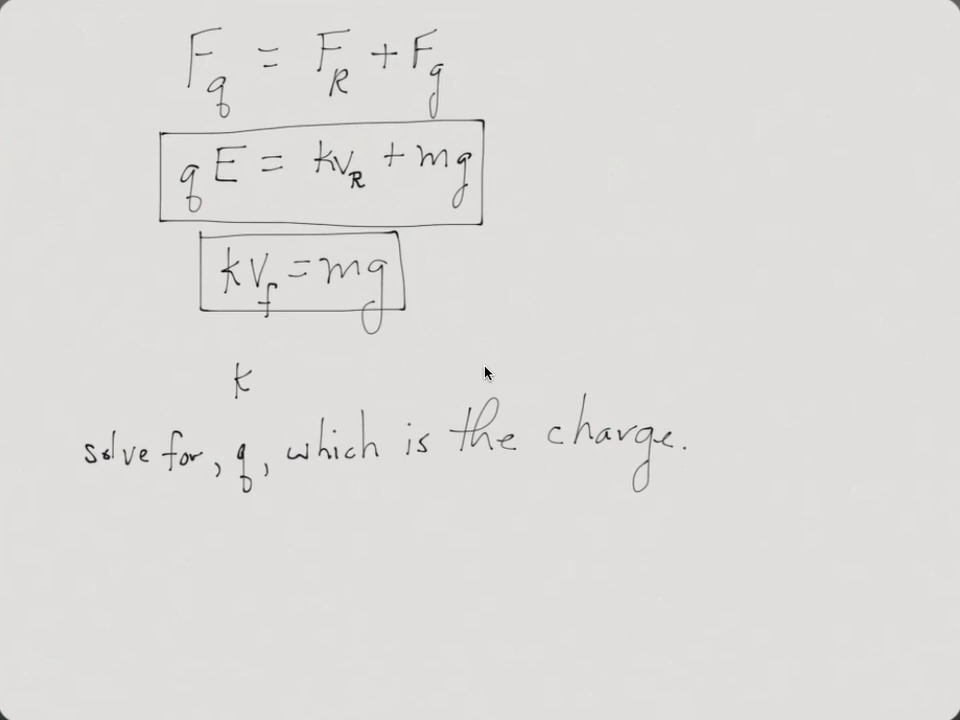 F_q = F_R + F_g
qE = kv_R + mg
kv_f = mg
k
solve for, q, which is the charge.